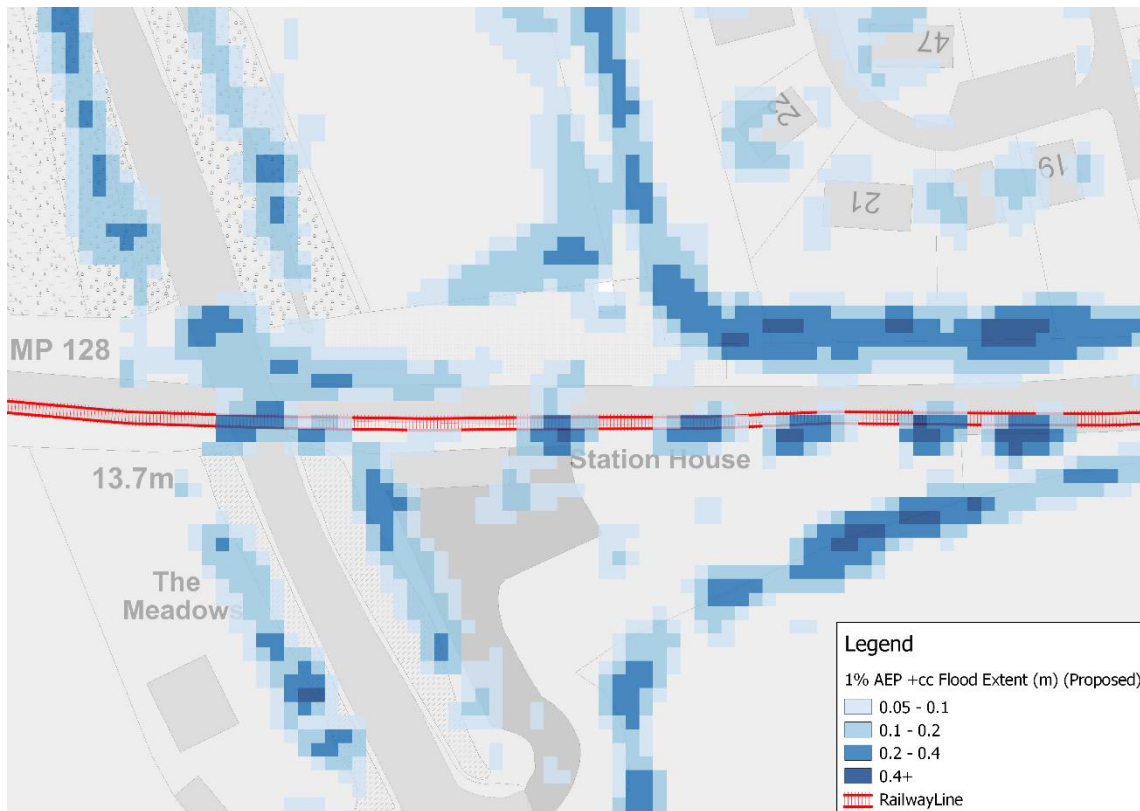 47
23
19
21
MP 128
Station House
13.7m
The
Meadows
Legend
1% AEP +cc Flood Extent (m) (Proposed)
0.05 - 0.1
0.1 - 0.2
0.2 - 0.4
0.4+
RailwayLine